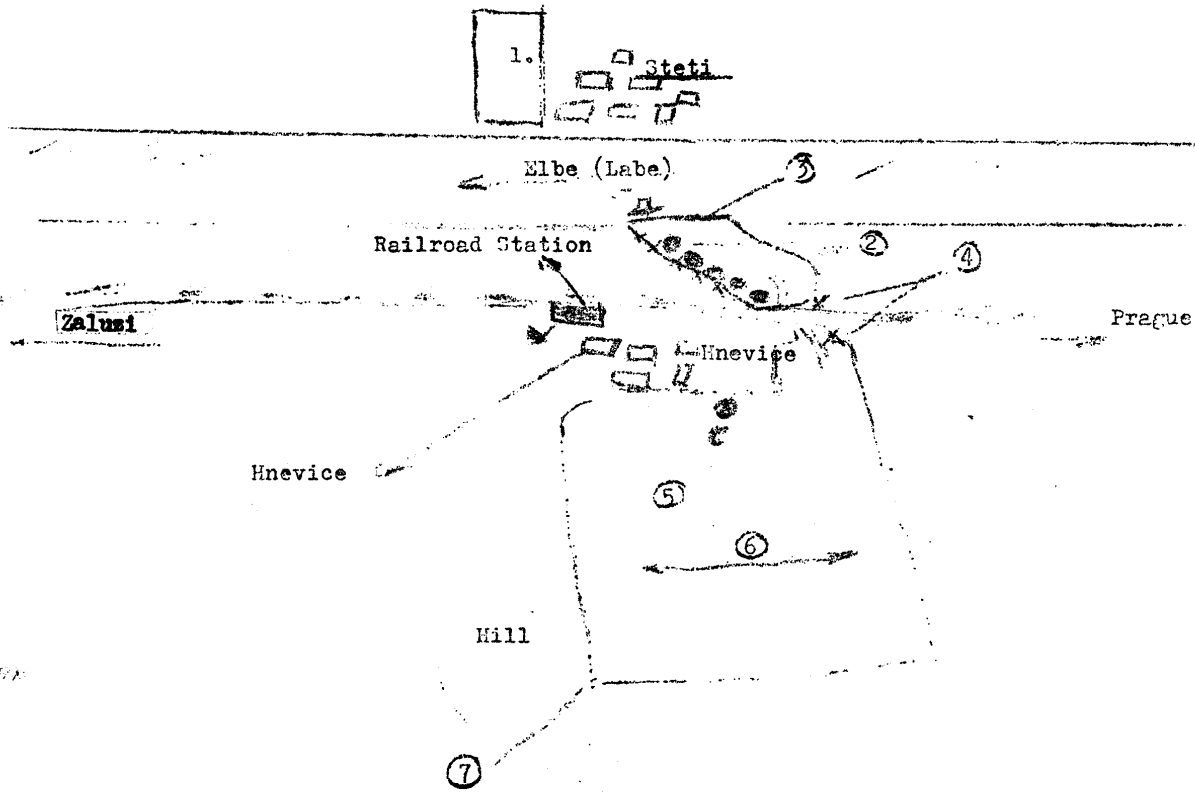 1.
Steti
Elbe (Labe)
3
Railroad Station
2
4
Zalusi
Prague
Hnevice
Hnevice
5
6
Hill
7